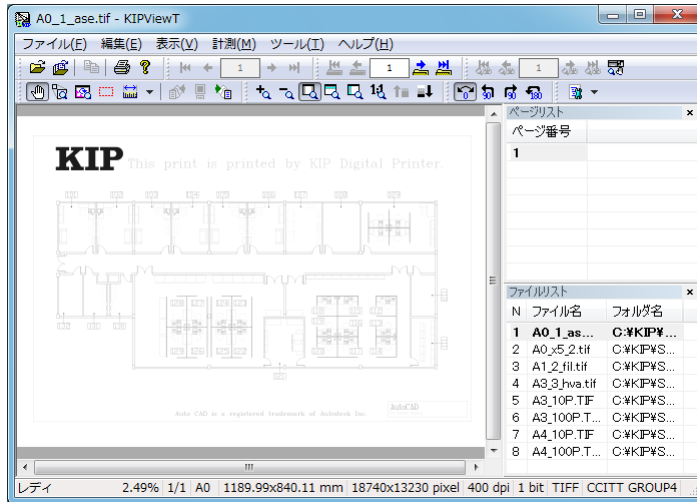 A0_1_ase.tif - KIPViewT
ファイル(F) 編集(E) 表示(V) 計測(M) ツール(T) ヘルプ(H)
1 1 1
ページリスト
ページ番号
1
KIP This print is printed by KIP Digital Printer.
AutoCAD
Auto CAD is a registered trademark of Autodesk Inc.
ファイルリスト
N ファイル名 フォルダ名
1 A0_1_as... C:¥KIP¥...
2 A0_x5_2.tif C:¥KIP¥S...
3 A1_2_fil.tif C:¥KIP¥S...
4 A3_3_hva.tif C:¥KIP¥S...
5 A3_10P.TIF C:¥KIP¥S...
6 A3_100P.T... C:¥KIP¥S...
7 A4_10P.TIF C:¥KIP¥S...
8 A4_100P.T... C:¥KIP¥S...
レディ 2.49% 1/1 A0 1189.99x840.11 mm 18740x13230 pixel 400 dpi 1 bit TIFF CCITT GROUP4